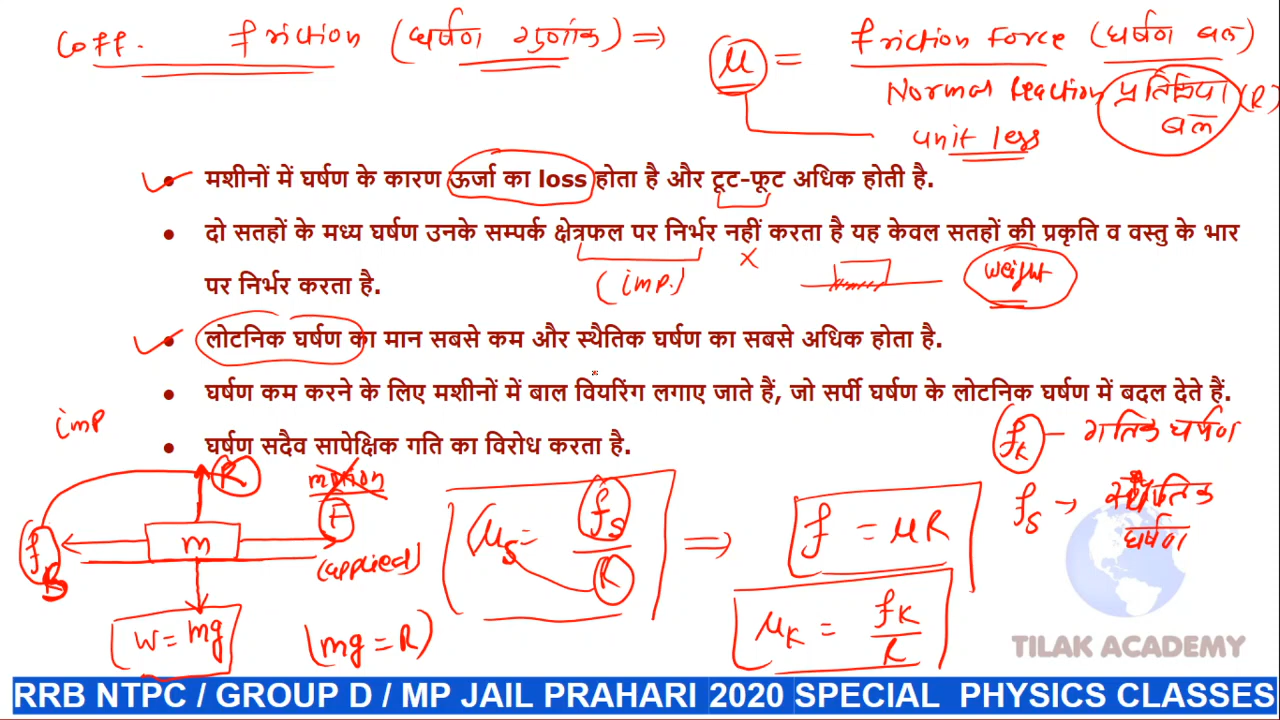 Coff. friction (घर्षण गुणांक) ⇒ μ = friction Force (घर्षण बल)
Normal reaction प्रतिक्रिया (R)
बल
unit less
• मशीनों में घर्षण के कारण ऊर्जा का loss होता है और टूट-फूट अधिक होती है.
• दो सतहों के मध्य घर्षण उनके सम्पर्क क्षेत्रफल पर निर्भर नहीं करता है यह केवल सतहों की प्रकृति व वस्तु के भार
(imp.) x weight
पर निर्भर करता है.
• लोटनिक घर्षण का मान सबसे कम और स्थैतिक घर्षण का सबसे अधिक होता है.
• घर्षण कम करने के लिए मशीनों में बाल वियरिंग लगाए जाते हैं, जो सर्पी घर्षण के लोटनिक घर्षण में बदल देते हैं.
imp
fk – गतिक घर्षण
• घर्षण सदैव सापेक्षिक गति का विरोध करता है.
R motion
fs → स्थैतिक
घर्षण
f m F
(applied)
μs = fs / R ⇒ f = μR
W = mg (mg = R)
μk = fk / R
TILAK ACADEMY
RRB NTPC / GROUP D / MP JAIL PRAHARI 2020 SPECIAL PHYSICS CLASSES